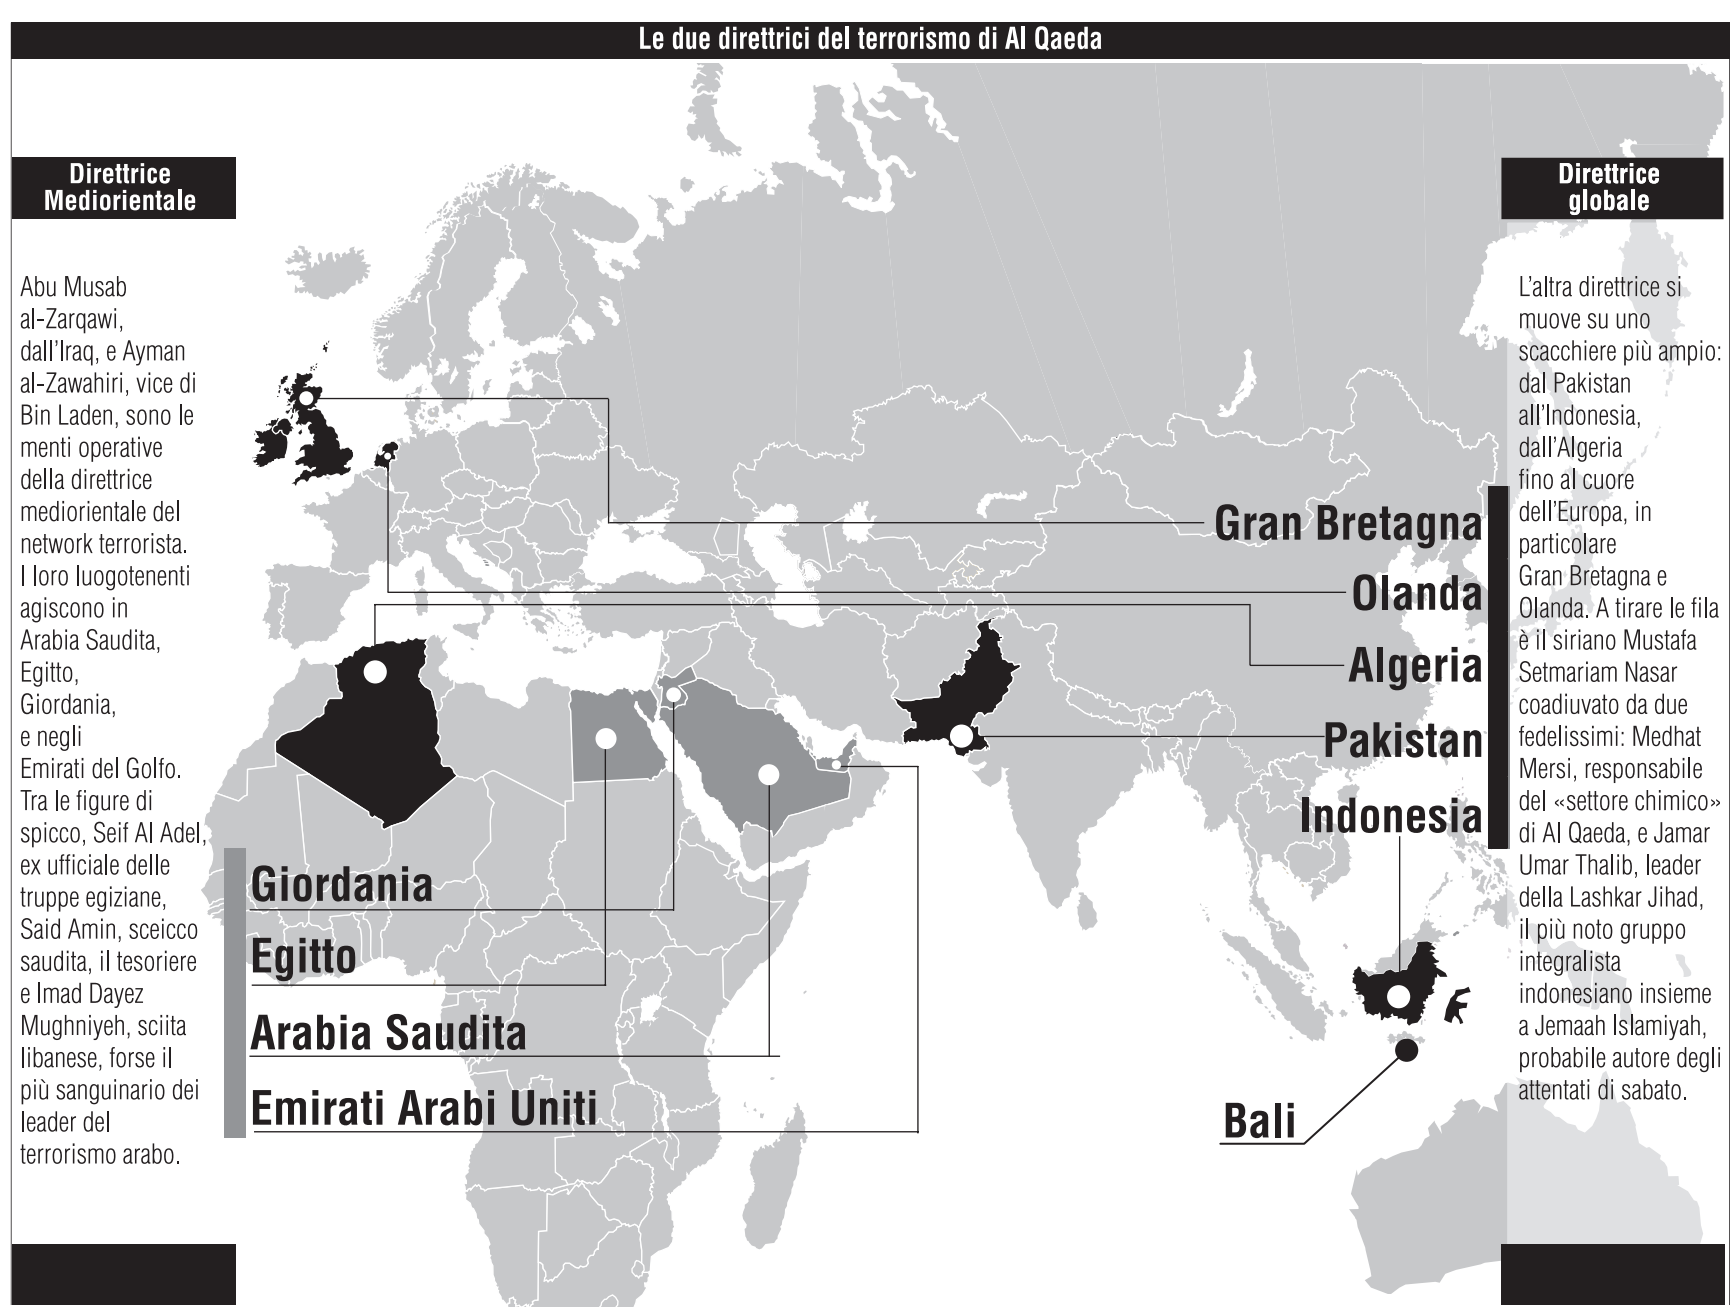 Le due direttrici del terrorismo di Al Qaeda
Direttrice
Mediorientale
Abu Musab
al-Zarqawi,
dall'Iraq, e Ayman
al-Zawahiri, vice di
Bin Laden, sono le
menti operative
della direttrice
mediorientale del
network terrorista.
I loro luogotenenti
agiscono in
Arabia Saudita,
Egitto,
Giordania,
e negli
Emirati del Golfo.
Tra le figure di
spicco, Seif Al Adel,
ex ufficiale delle
truppe egiziane,
Said Amin, sceicco
saudita, il tesoriere
e Imad Dayez
Mughniyeh, sciita
libanese, forse il
più sanguinario dei
leader del
terrorismo arabo.
Giordania
Egitto
Arabia Saudita
Emirati Arabi Uniti
Gran Bretagna
Olanda
Algeria
Pakistan
Indonesia
Bali
Direttrice
globale
L'altra direttrice si
muove su uno
scacchiere più ampio:
dal Pakistan
all'Indonesia,
dall'Algeria
fino al cuore
dell'Europa, in
particolare
Gran Bretagna e
Olanda. A tirare le fila
è il siriano Mustafa
Setmariam Nasar
coadiuvato da due
fedelissimi: Medhat
Mersi, responsabile
del «settore chimico»
di Al Qaeda, e Jamar
Umar Thalib, leader
della Lashkar Jihad,
il più noto gruppo
integralista
indonesiano insieme
a Jemaah Islamiyah,
probabile autore degli
attentati di sabato.